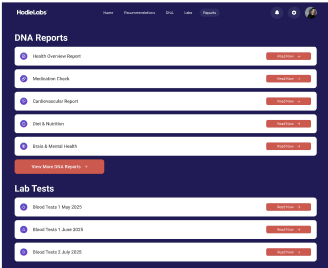 HodieLabs
Home Recommendations DNA Labs Reports
DNA Reports
Health Overview Report Read Now
Medication Check Read Now
Cardiovascular Report Read Now
Diet & Nutrition Read Now
Brain & Mental Health Read Now
View More DNA Reports
Lab Tests
Blood Tests 1 May 2025 Read Now
Blood Tests 1 June 2025 Read Now
Blood Tests 2 July 2025 Read Now